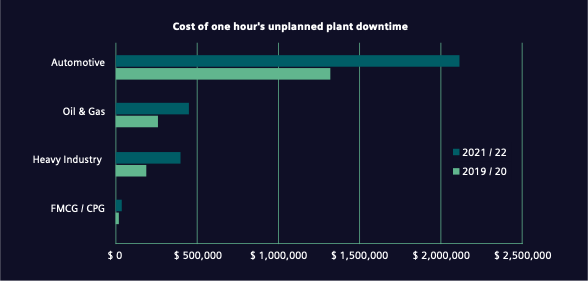 Cost of one hour's unplanned plant downtime
Automotive
Oil & Gas
Heavy Industry
FMCG / CPG
2021 / 22
2019 / 20
$ 0
$ 500,000
$ 1,000,000
$ 1,500,000
$ 2,000,000
$ 2,500,000